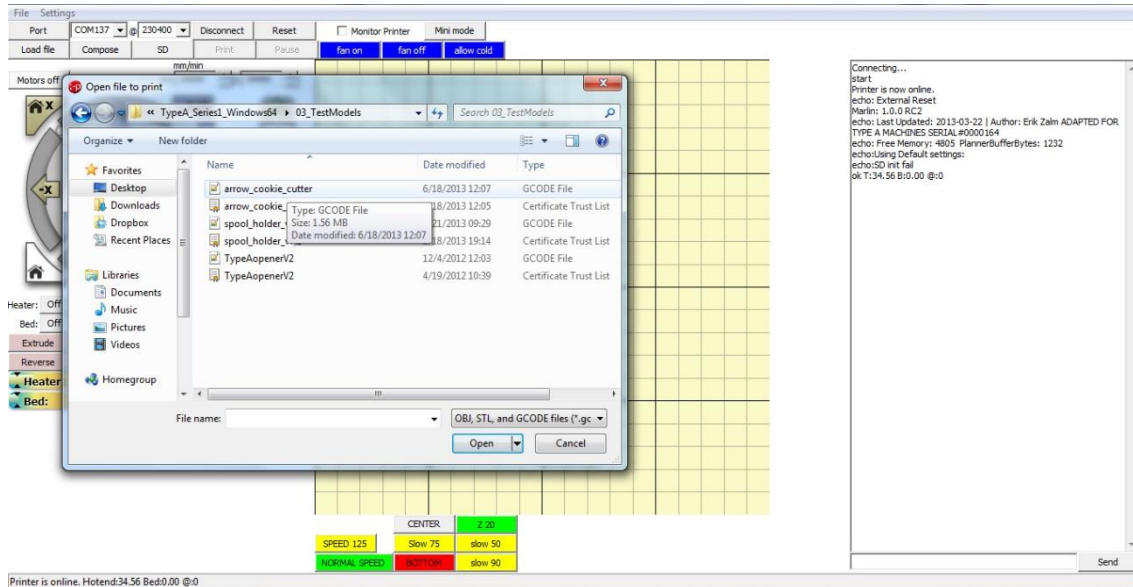 File Settings
Port COM137 @ 230400 Disconnect Reset Monitor Printer Mini mode
Load file Compose SD Print Pause fan on fan off allow cold
mm/min
Motors off
Open file to print
« TypeA_Series1_Windows64 03_TestModels Search 03_TestModels
Organize New folder
Name Date modified Type
Favorites
Desktop
Downloads
Dropbox
Recent Places
Libraries
Documents
Music
Pictures
Videos
Homegroup
arrow_cookie_cutter 6/18/2013 12:07 GCODE File
arrow_cookie_ 18/2013 12:05 Certificate Trust List
spool_holder_ 21/2013 09:29 GCODE File
spool_holder_ 18/2013 19:14 Certificate Trust List
TypeAopenerV2 12/4/2012 12:03 GCODE File
TypeAopenerV2 4/19/2012 10:39 Certificate Trust List
Type: GCODE File
Size: 1.56 MB
Date modified: 6/18/2013 12:07
File name: OBJ, STL, and GCODE files (*.gc
Open Cancel
X
-X
Heater: Off
Bed: Off
Extrude
Reverse
Heater
Bed:
CENTER Z 20
SPEED 125 Slow 75 slow 50
NORMAL SPEED BOTTOM slow 90
Connecting...
start
Printer is now online.
echo: External Reset
Marlin: 1.0.0 RC2
echo: Last Updated: 2013-03-22 | Author: Erik Zalm ADAPTED FOR
TYPE A MACHINES SERIAL #0000164
echo: Free Memory: 4805 PlannerBufferBytes: 1232
echo:Using Default settings:
echo:SD init fail
ok T:34.56 B:0.00 @:0
Send
Printer is online. Hotend:34.56 Bed:0.00 @:0